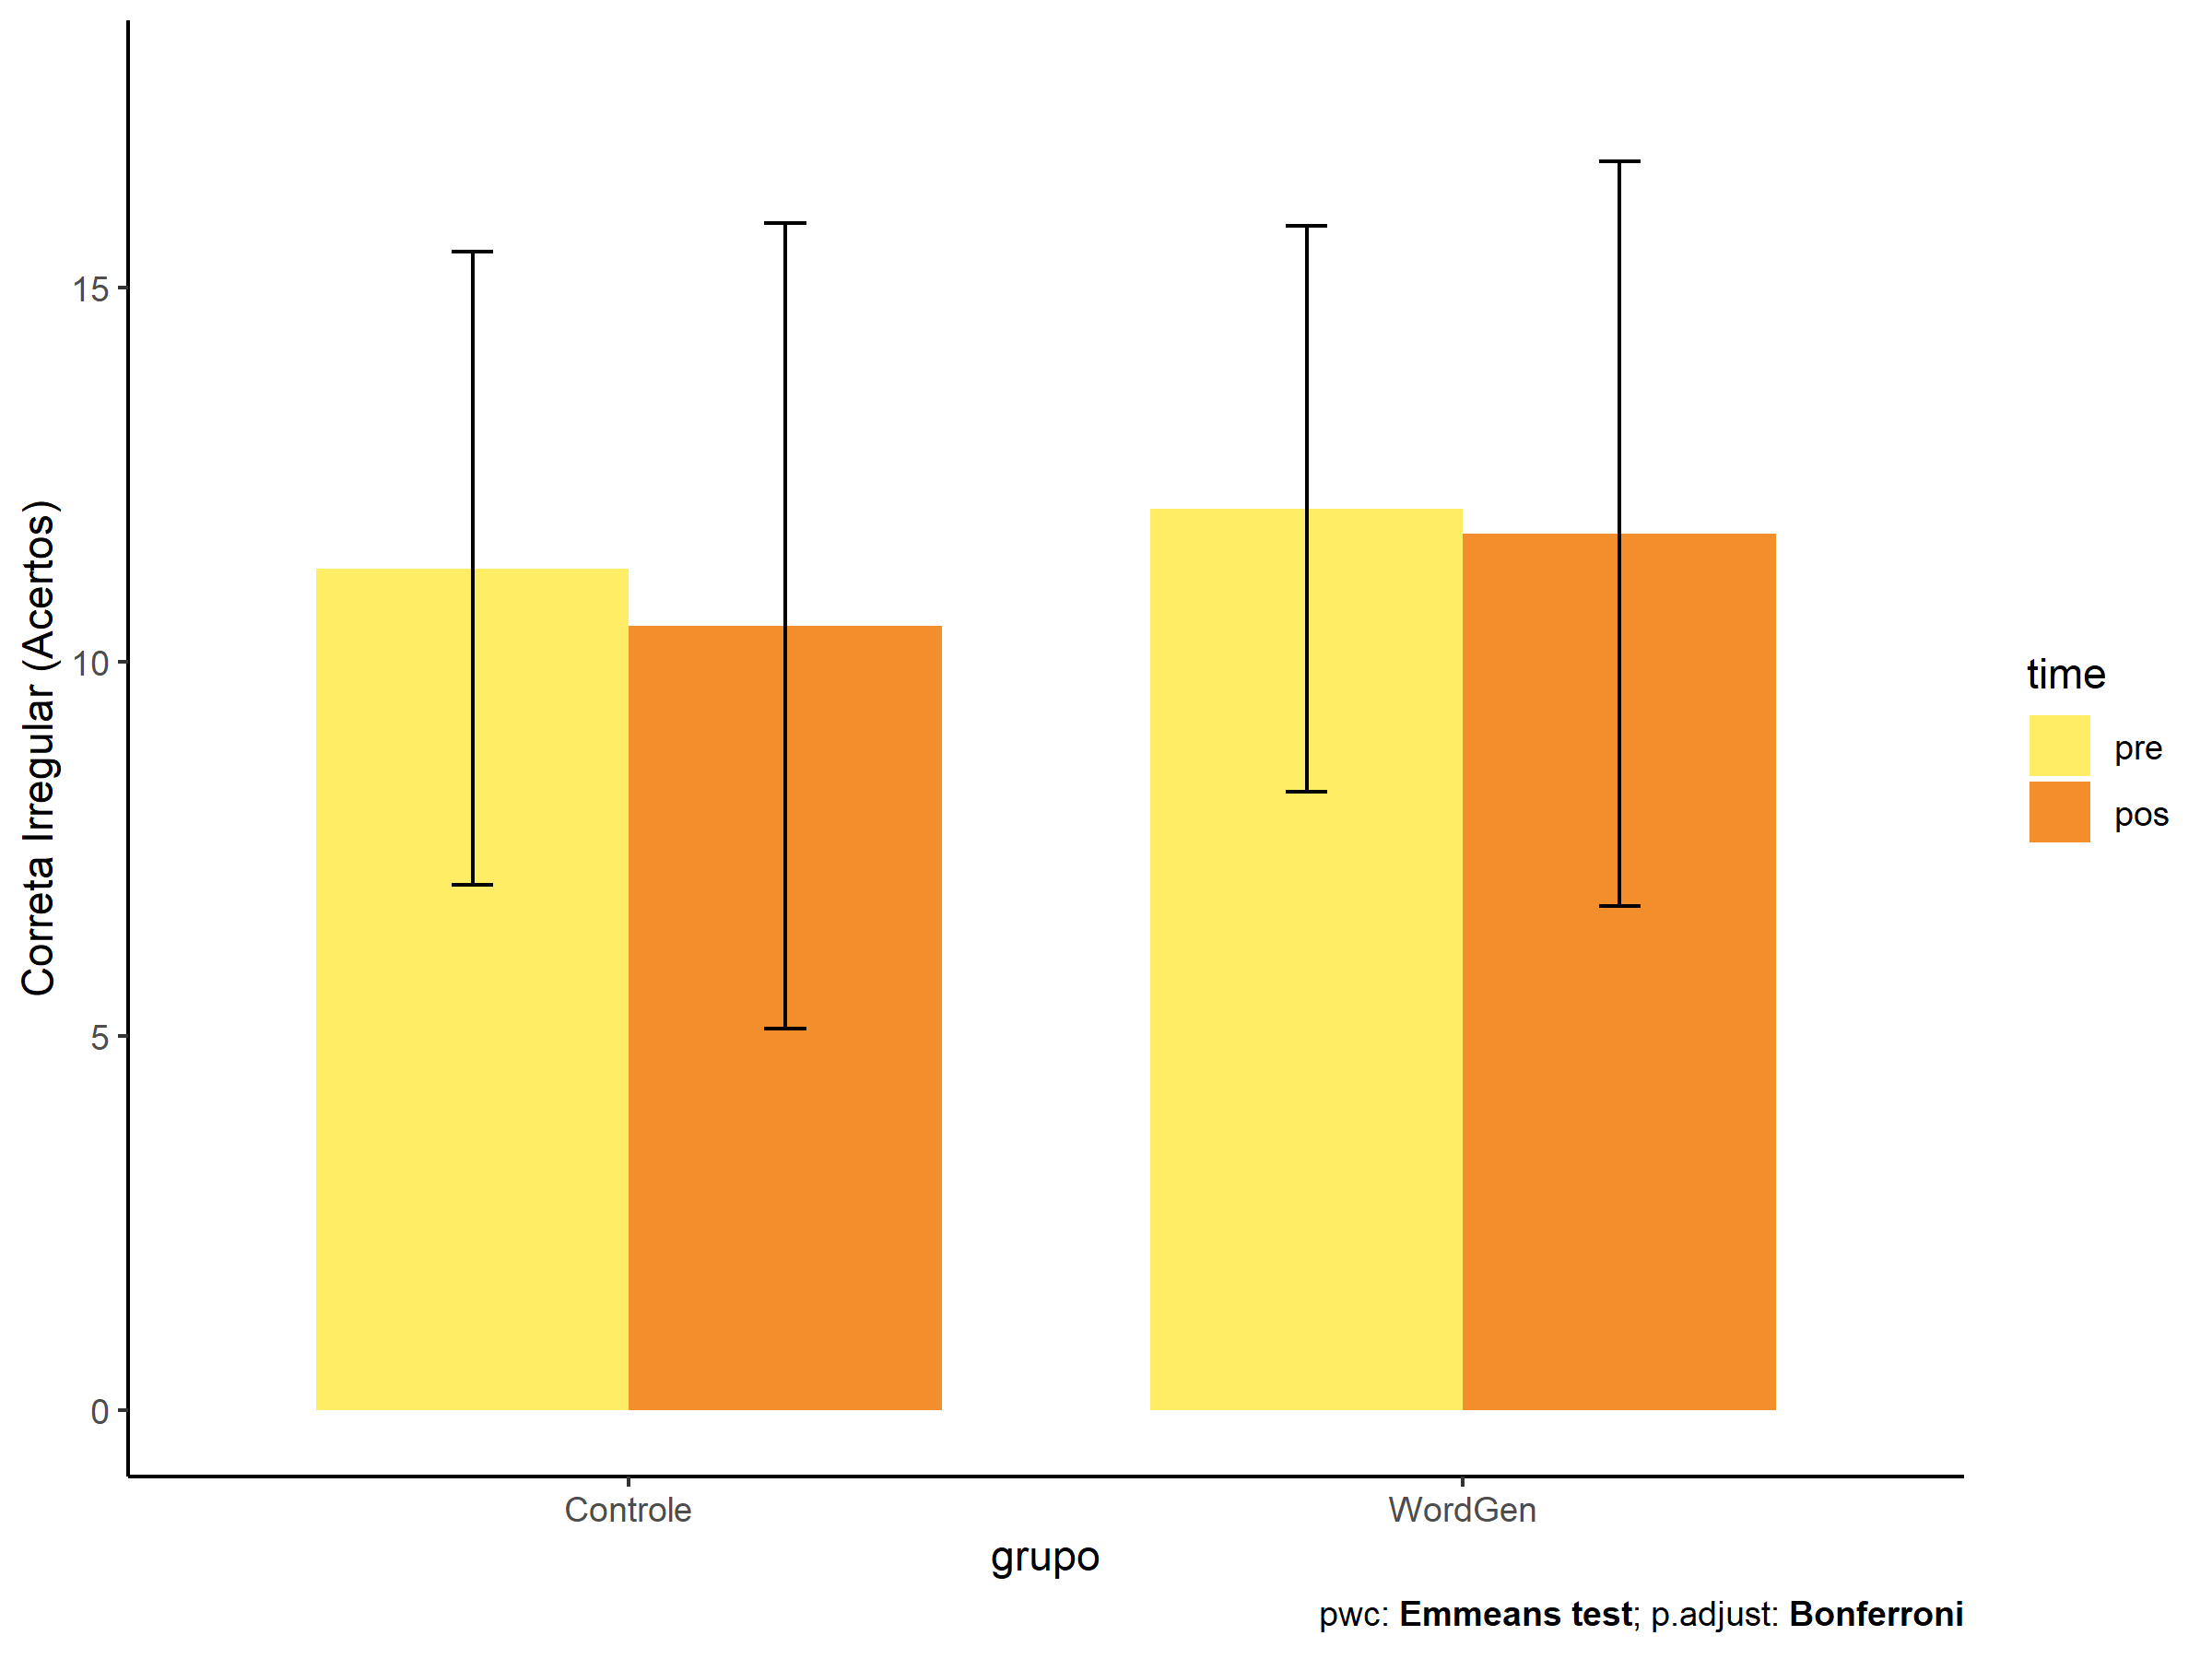 Correta Irregular (Acertos)
15
10
5
0
Controle
WordGen
grupo
time
pre
pos
pwc: Emmeans test; p.adjust: Bonferroni